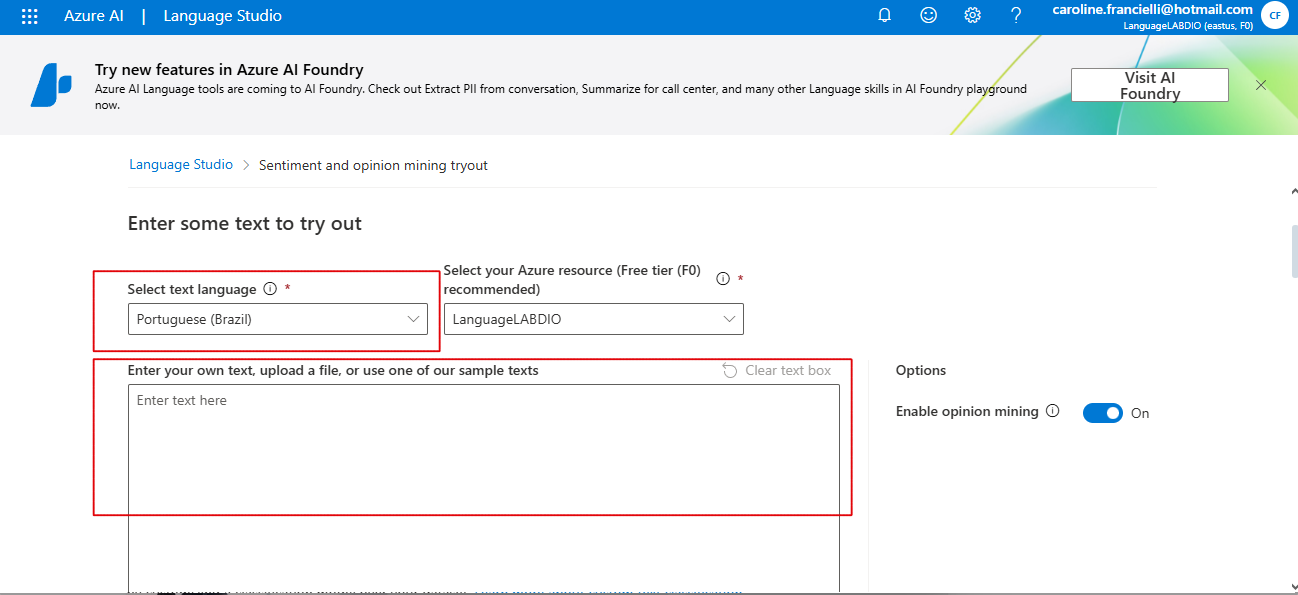 Azure AI | Language Studio
caroline.francielli@hotmail.com
LanguageLABDIO (eastus, F0)
CF
Try new features in Azure AI Foundry
Azure AI Language tools are coming to AI Foundry. Check out Extract PII from conversation, Summarize for call center, and many other Language skills in AI Foundry playground
now.
Visit AI
Foundry
Language Studio > Sentiment and opinion mining tryout
Enter some text to try out
Select text language *
Portuguese (Brazil)
Select your Azure resource (Free tier (F0)
recommended) *
LanguageLABDIO
Enter your own text, upload a file, or use one of our sample texts
Clear text box
Enter text here
Options
Enable opinion mining
On